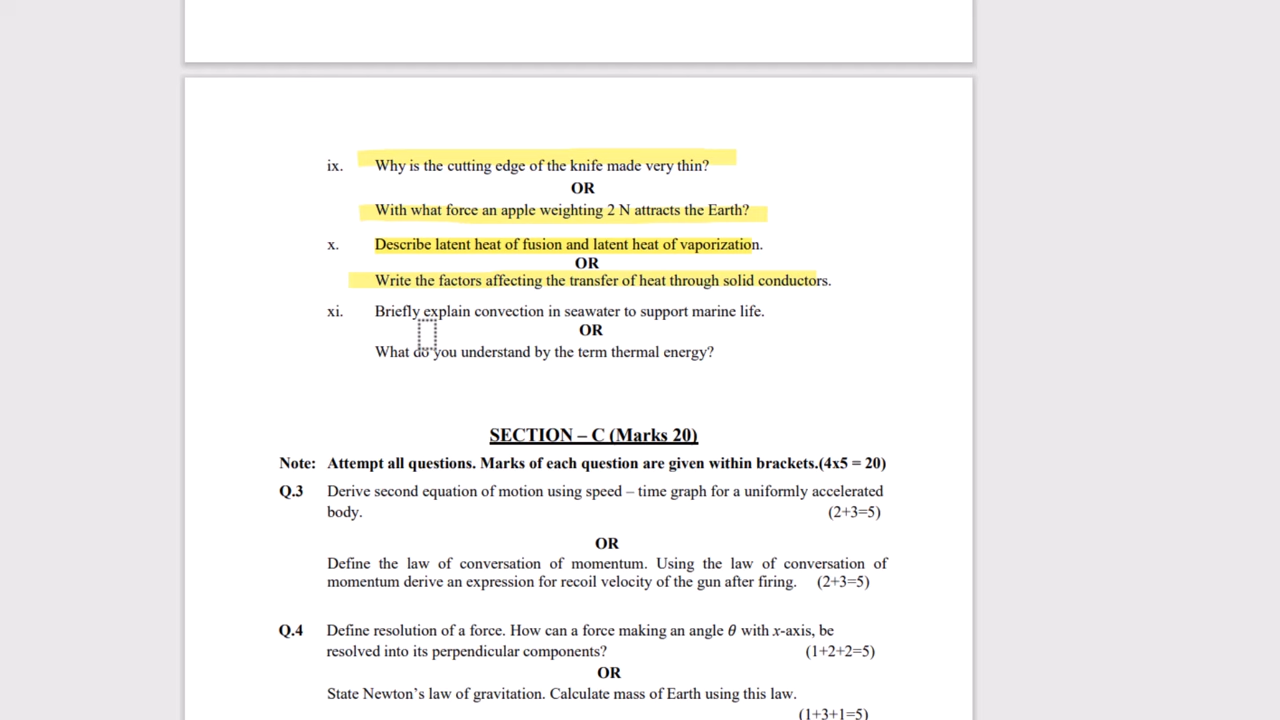 ix. Why is the cutting edge of the knife made very thin?
OR
With what force an apple weighting 2 N attracts the Earth?
x. Describe latent heat of fusion and latent heat of vaporization.
OR
Write the factors affecting the transfer of heat through solid conductors.
xi. Briefly explain convection in seawater to support marine life.
OR
What do you understand by the term thermal energy?
SECTION – C (Marks 20)
Note: Attempt all questions. Marks of each question are given within brackets.(4x5 = 20)
Q.3 Derive second equation of motion using speed – time graph for a uniformly accelerated
body. (2+3=5)
OR
Define the law of conversation of momentum. Using the law of conversation of
momentum derive an expression for recoil velocity of the gun after firing. (2+3=5)
Q.4 Define resolution of a force. How can a force making an angle θ with x-axis, be
resolved into its perpendicular components? (1+2+2=5)
OR
State Newton's law of gravitation. Calculate mass of Earth using this law.
(1+3+1=5)